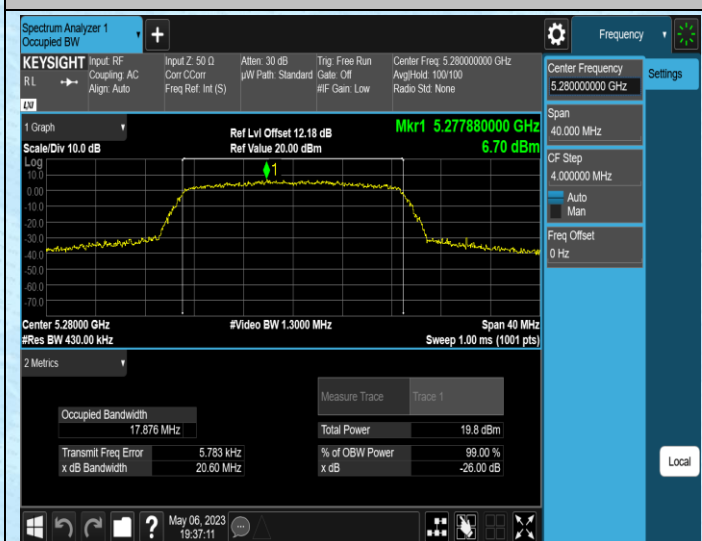 Spectrum Analyzer 1
Occupied BW
Frequency
KEYSIGHT
RL
LXI
Input: RF
Coupling: AC
Align: Auto
Input Z: 50 Ω
Corr CCorr
Freq Ref: Int (S)
Atten: 30 dB
µW Path: Standard
Trig: Free Run
Gate: Off
#IF Gain: Low
Center Freq: 5.280000000 GHz
Avg|Hold: 100/100
Radio Std: None
Center Frequency
5.280000000 GHz
Settings
Span
40.000 MHz
CF Step
4.000000 MHz
Auto
Man
Freq Offset
0 Hz
1 Graph
Scale/Div 10.0 dB
Ref Lvl Offset 12.18 dB
Ref Value 20.00 dBm
Mkr1 5.277880000 GHz
6.70 dBm
Log
10.0
0.00
-10.0
-20.0
-30.0
-40.0
-50.0
-60.0
-70.0
1
Center 5.28000 GHz
#Res BW 430.00 kHz
#Video BW 1.3000 MHz
Span 40 MHz
Sweep 1.00 ms (1001 pts)
2 Metrics
Measure Trace
Trace 1
Occupied Bandwidth
17.876 MHz
Total Power
19.8 dBm
Transmit Freq Error
5.783 kHz
% of OBW Power
99.00 %
x dB Bandwidth
20.60 MHz
x dB
-26.00 dB
Local
May 06, 2023
19:37:11